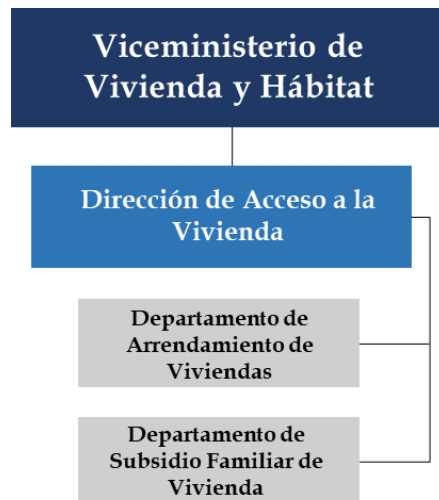 Viceministerio de
Vivienda y Hábitat
Dirección de Acceso a la
Vivienda
Departamento de
Arrendamiento de
Viviendas
Departamento de
Subsidio Familiar de
Vivienda